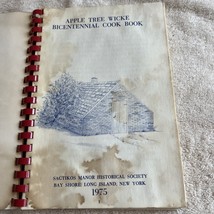 APPLE TREE WICKE
BICENTENNIAL COOK BOOK
SAGTIKOS MANOR HISTORICAL SOCIETY
BAY SHORE, LONG ISLAND, NEW YORK
1975